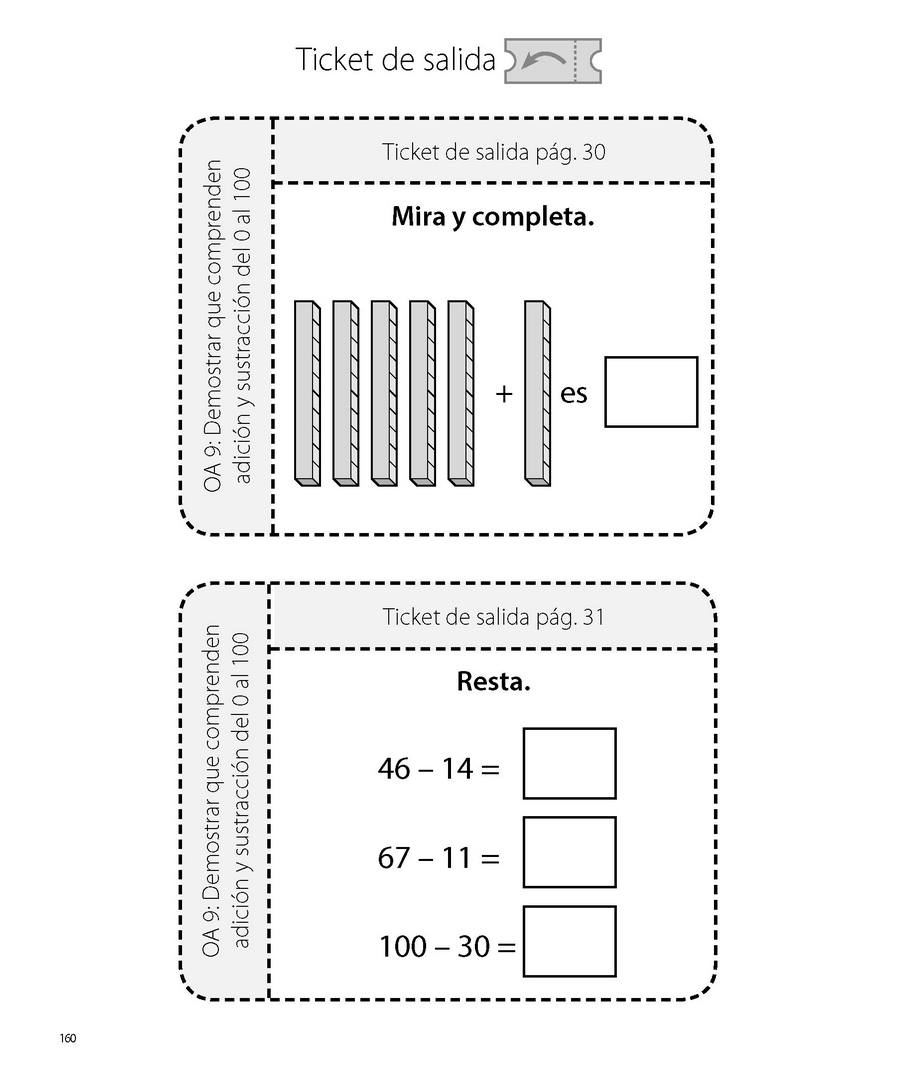 Ticket de salida
OA 9: Demostrar que comprenden
adición y sustracción del 0 al 100
Ticket de salida pág. 30
Mira y completa.
+ es
OA 9: Demostrar que comprenden
adición y sustracción del 0 al 100
Ticket de salida pág. 31
Resta.
46 – 14 =
67 – 11 =
100 – 30 =
160